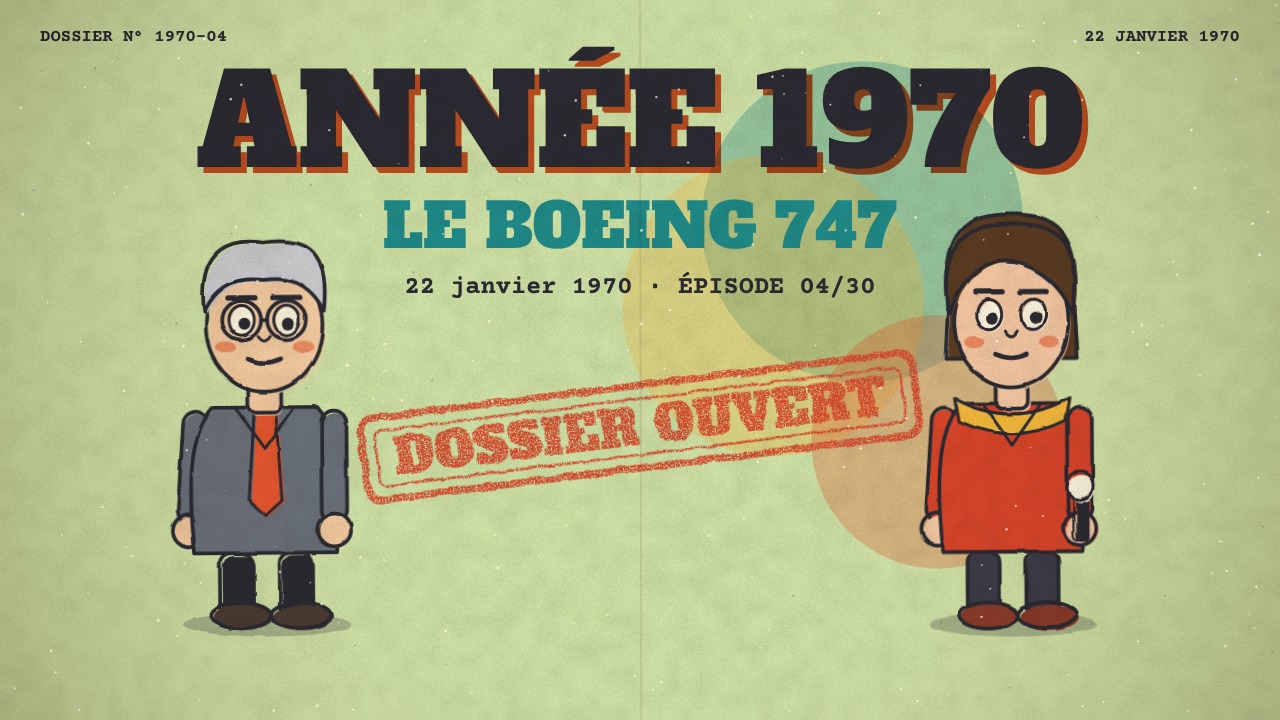 DOSSIER N° 1970-04
22 JANVIER 1970
ANNÉE 1970
LE BOEING 747
22 janvier 1970 · ÉPISODE 04/30
DOSSIER OUVERT